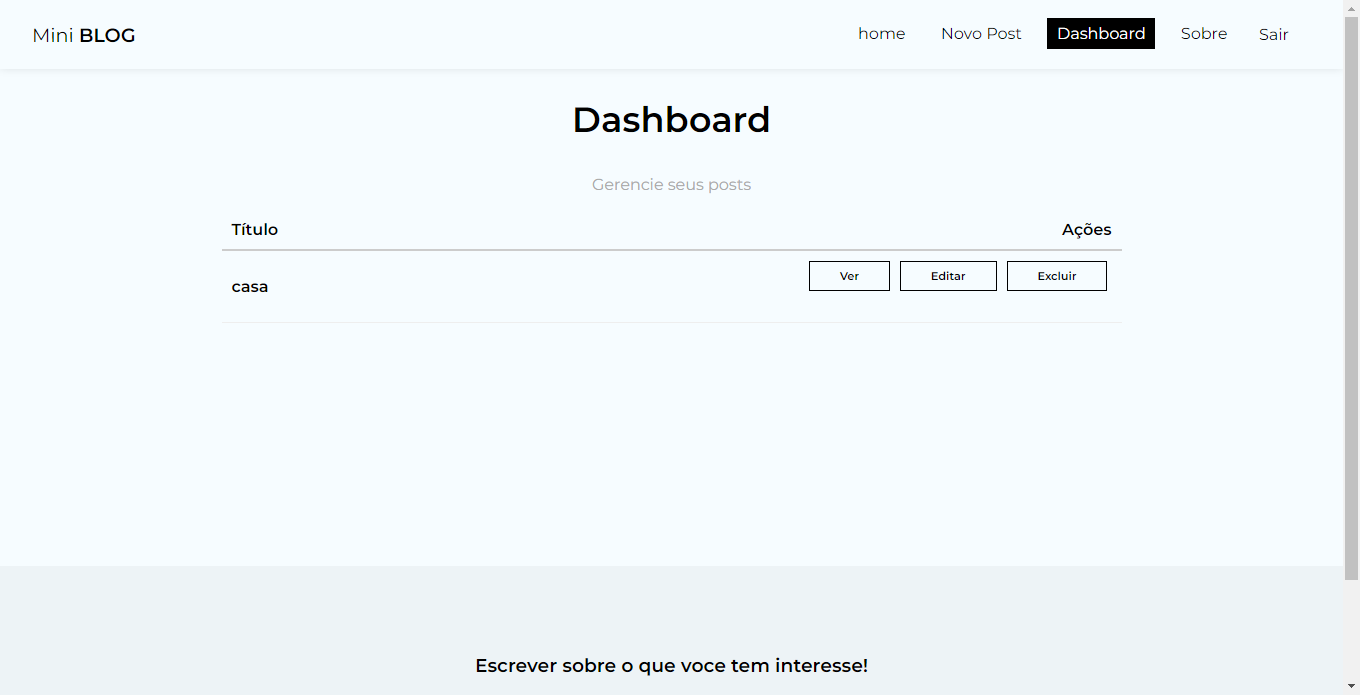 Mini BLOG
home Novo Post Dashboard Sobre Sair
Dashboard
Gerencie seus posts
Título Ações
casa Ver Editar Excluir
Escrever sobre o que voce tem interesse!